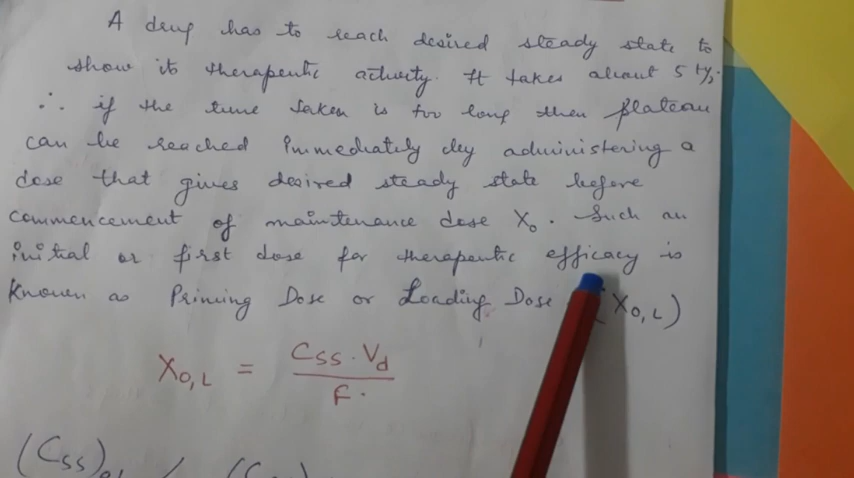 A drug has to reach desired steady state to
show its therapeutic activity. It takes about 5 t½.
∴ if the time taken is too long then plateau
can be reached immediately by administering a
dose that gives desired steady state before
commencement of maintenance dose X₀. Such an
initial or first dose for therapeutic efficacy is
known as Priming Dose or Loading Dose (X₀,L)
X₀,L = Css . Vd
F.
(Css)